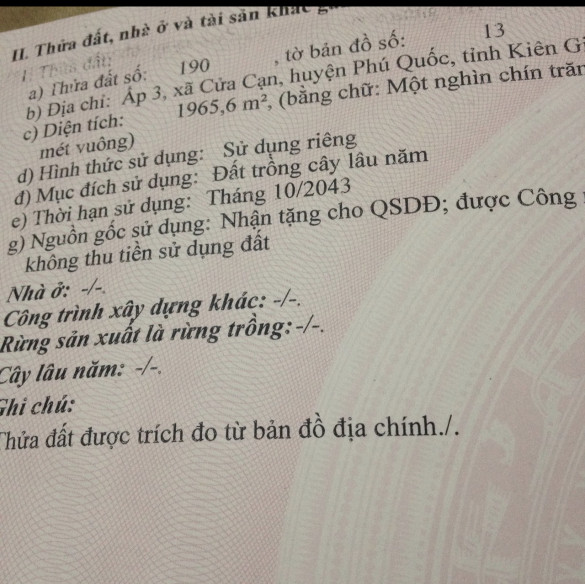 II. Thửa đất, nhà ở và tài sản khác
1. Thửa đất:
a) Thửa đất số: 190 , tờ bản đồ số: 13
b) Địa chỉ: Ấp 3, xã Cửa Cạn, huyện Phú Quốc, tỉnh Kiên
c) Diện tích: 1965,6 m², (bằng chữ: Một nghìn chín trăm
mét vuông)
d) Hình thức sử dụng: Sử dụng riêng
đ) Mục đích sử dụng: Đất trồng cây lâu năm
e) Thời hạn sử dụng: Tháng 10/2043
g) Nguồn gốc sử dụng: Nhận tặng cho QSDĐ; được Công
không thu tiền sử dụng đất
Nhà ở: -/-.
Công trình xây dựng khác: -/-.
Rừng sản xuất là rừng trồng:-/-.
Cây lâu năm: -/-.
Ghi chú:
Thửa đất được trích đo từ bản đồ địa chính./.